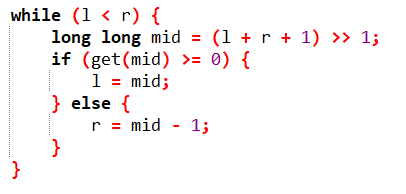 while (l < r) {
    long long mid = (l + r + 1) >> 1;
    if (get(mid) >= 0) {
        l = mid;
    } else {
        r = mid - 1;
    }
}